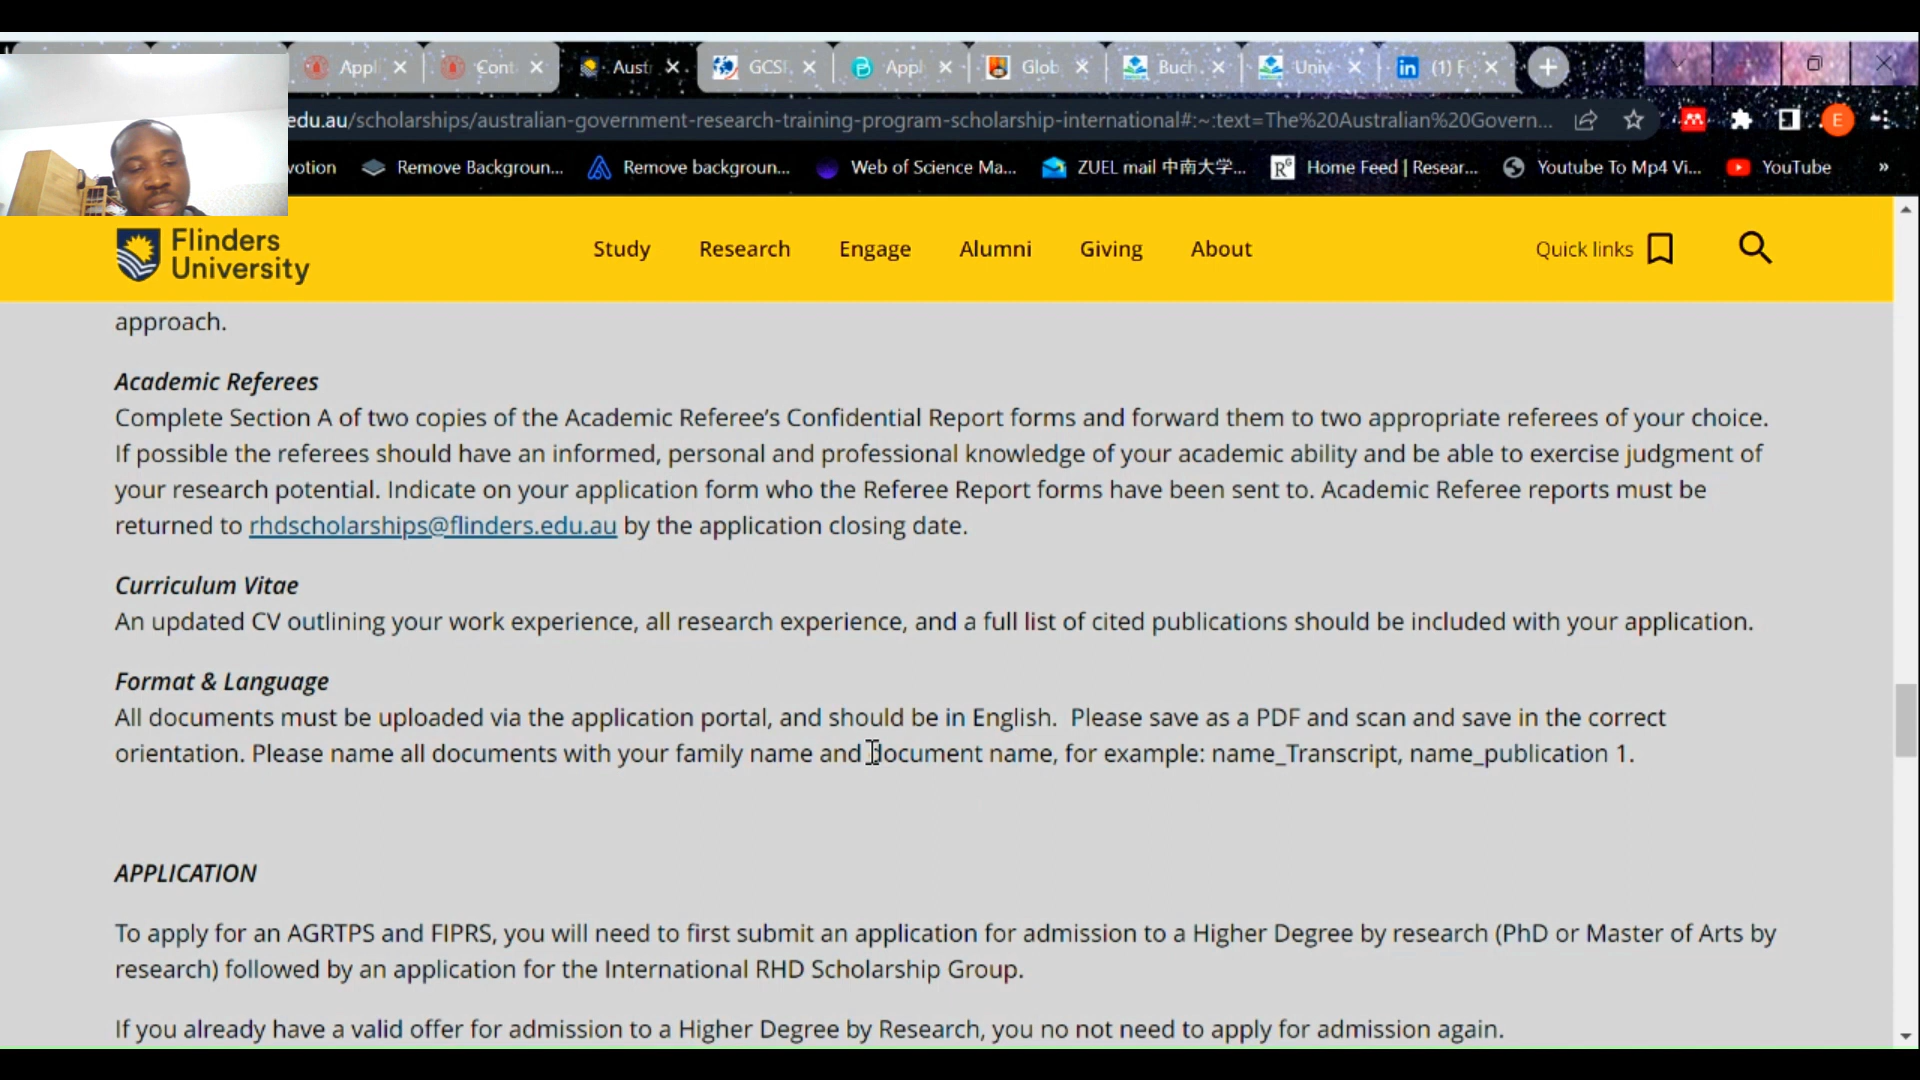 Appl
Cont
Aust
GCSI
Appl
Glob
Buch
Univ
in (1) F
edu.au/scholarships/australian-government-research-training-program-scholarship-international#:~:text=The%20Australian%20Govern...
E
votion
Remove Backgroun...
Remove backgroun...
Web of Science Ma...
ZUEL mail 中南大学...
Home Feed | Resear...
Youtube To Mp4 Vi...
YouTube
»
Flinders
University
Study
Research
Engage
Alumni
Giving
About
Quick links
approach.
Academic Referees
Complete Section A of two copies of the Academic Referee's Confidential Report forms and forward them to two appropriate referees of your choice.
If possible the referees should have an informed, personal and professional knowledge of your academic ability and be able to exercise judgment of
your research potential. Indicate on your application form who the Referee Report forms have been sent to. Academic Referee reports must be
returned to rhdscholarships@flinders.edu.au by the application closing date.
Curriculum Vitae
An updated CV outlining your work experience, all research experience, and a full list of cited publications should be included with your application.
Format & Language
All documents must be uploaded via the application portal, and should be in English. Please save as a PDF and scan and save in the correct
orientation. Please name all documents with your family name and document name, for example: name_Transcript, name_publication 1.
APPLICATION
To apply for an AGRTPS and FIPRS, you will need to first submit an application for admission to a Higher Degree by research (PhD or Master of Arts by
research) followed by an application for the International RHD Scholarship Group.
If you already have a valid offer for admission to a Higher Degree by Research, you no not need to apply for admission again.